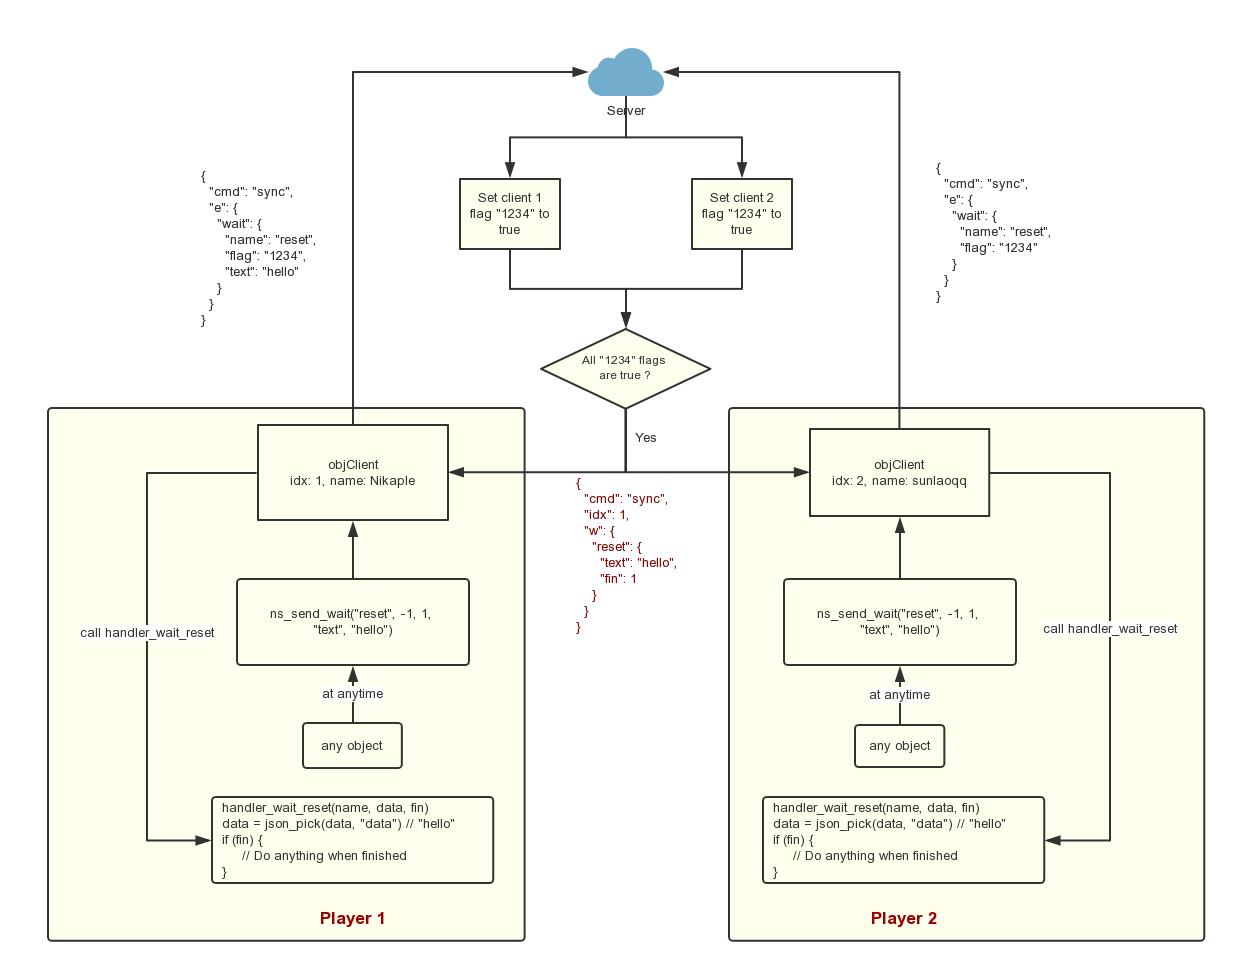 Server
{
"cmd": "sync",
"e": {
"wait": {
"name": "reset",
"flag": "1234",
"text": "hello"
}
}
}
Set client 1
flag "1234" to
true
Set client 2
flag "1234" to
true
{
"cmd": "sync",
"e": {
"wait": {
"name": "reset",
"flag": "1234"
}
}
}
All "1234" flags
are true ?
Yes
objClient
idx: 1, name: Nikaple
objClient
idx: 2, name: sunlaoqq
{
"cmd": "sync",
"idx": 1,
"w": {
"reset": {
"text": "hello",
"fin": 1
}
}
}
ns_send_wait("reset", -1, 1,
"text", "hello")
call handler_wait_reset
at anytime
any object
handler_wait_reset(name, data, fin)
data = json_pick(data, "data") // "hello"
if (fin) {
// Do anything when finished
}
Player 1
ns_send_wait("reset", -1, 1,
"text", "hello")
call handler_wait_reset
at anytime
any object
handler_wait_reset(name, data, fin)
data = json_pick(data, "data") // "hello"
if (fin) {
// Do anything when finished
}
Player 2